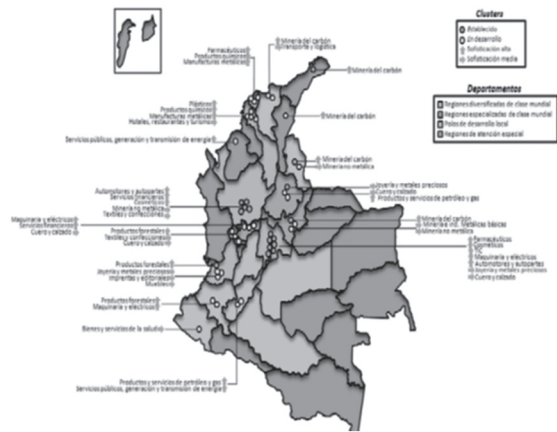 Clusters
Establecido
En desarrollo
Sofisticación alta
Sofisticación media
Departamentos
Regiones diversificadas de clase mundial
Regiones especializadas de clase mundial
Polos de desarrollo local
Regiones de atención especial
Minería del carbón
Transporte y logística
Farmacéuticos
Productos químicos
Manufacturas metálicas
Minería del carbón
Plásticos
Productos químicos
Manufacturas metálicas
Hoteles, restaurantes y turismo
Minería del carbón
Servicios públicos, generación y transmisión de energía
Minería del carbón
Minería no metálica
Joyería y metales preciosos
Cuero y calzado
Productos y servicios de petróleo y gas
Automotores y autopartes
Servicios financieros
Cosméticos
Minería no metálica
Textiles y confecciones
Maquinaria y eléctricos
Servicios financieros
Cuero y calzado
Productos forestales
Textiles y confecciones
Cuero y calzado
Minería del carbón
Minerales ind. Metálicas básicas
Minería no metálica
Farmacéuticos
Cosméticos
TIC
Maquinaria y eléctricos
Automotores y autopartes
Joyería y metales preciosos
Cuero y calzado
Productos forestales
Joyería y metales preciosos
Imprentas y editoriales
Muebles
Productos forestales
Maquinaria y eléctricos
Bienes y servicios de la salud
Productos y servicios de petróleo y gas
Servicios públicos, generación y transmisión de energía